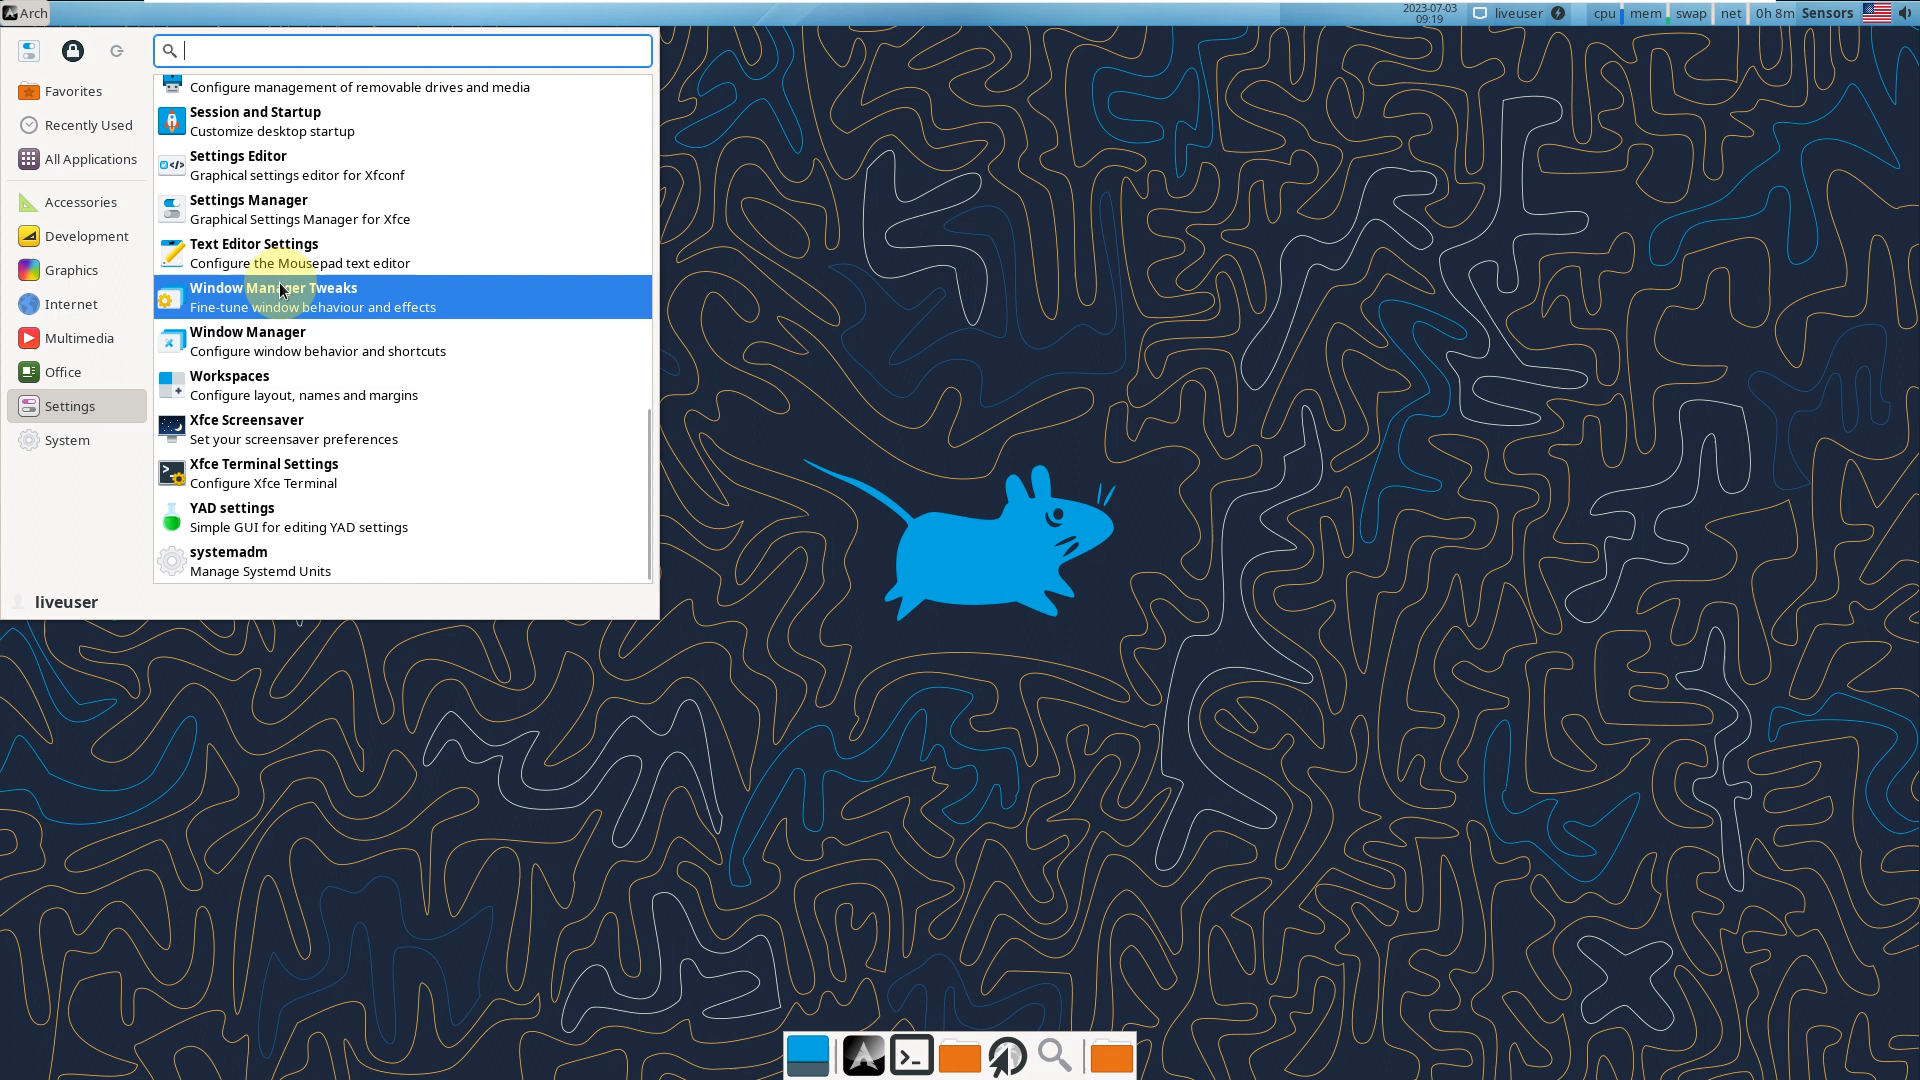 Arch
2023-07-03
09:19
liveuser
cpu
mem
swap
net
0h 8m
Sensors
Favorites
Recently Used
All Applications
Accessories
Development
Graphics
Internet
Multimedia
Office
Settings
System
Configure management of removable drives and media
Session and Startup
Customize desktop startup
Settings Editor
Graphical settings editor for Xfconf
Settings Manager
Graphical Settings Manager for Xfce
Text Editor Settings
Configure the Mousepad text editor
Window Manager Tweaks
Fine-tune window behaviour and effects
Window Manager
Configure window behavior and shortcuts
Workspaces
Configure layout, names and margins
Xfce Screensaver
Set your screensaver preferences
Xfce Terminal Settings
Configure Xfce Terminal
YAD settings
Simple GUI for editing YAD settings
systemadm
Manage Systemd Units
liveuser